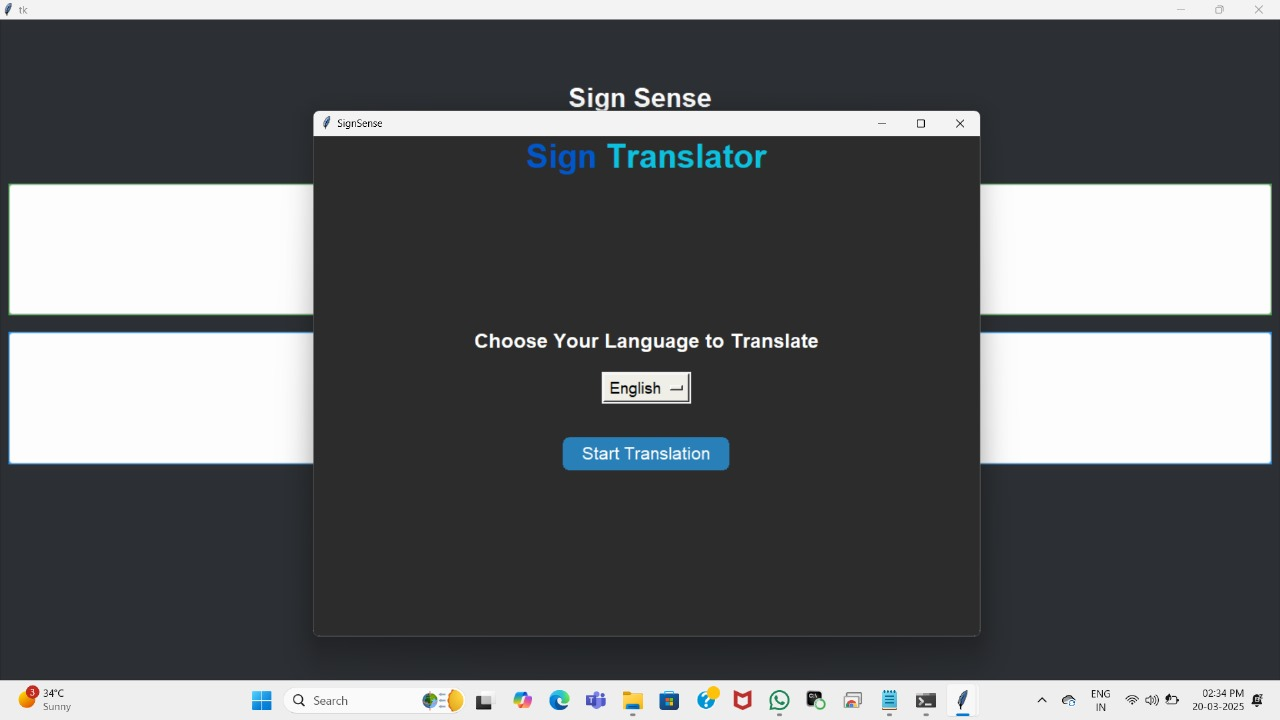 tk
Sign Sense
SignSense
Sign Translator
Choose Your Language to Translate
English
Start Translation
3
34°C
Sunny
Search
ENG
IN
02:34 PM
20-03-2025